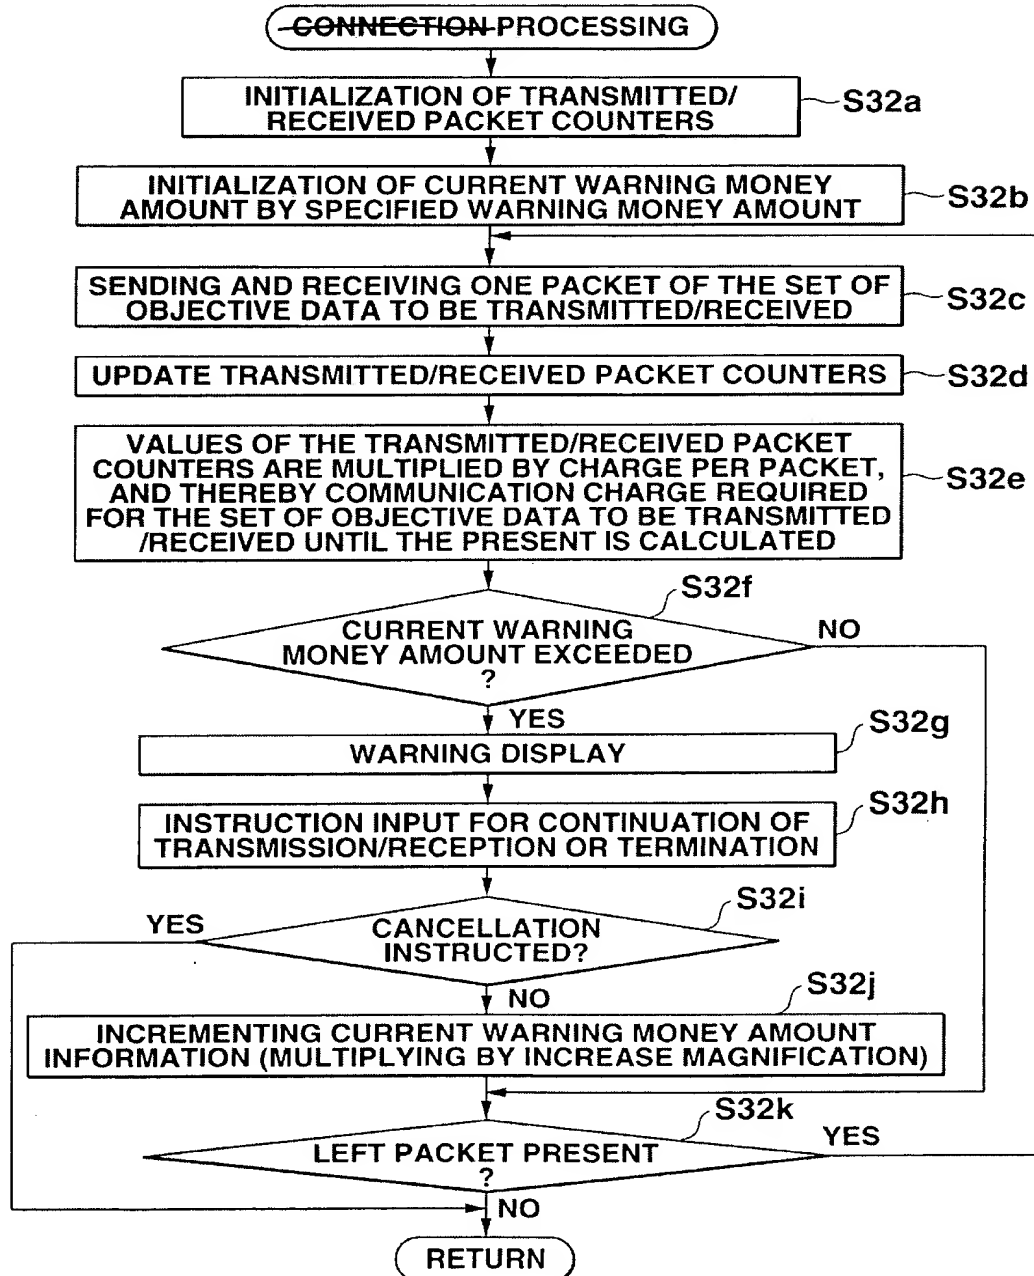 CONNECTION PROCESSING
INITIALIZATION OF TRANSMITTED/
RECEIVED PACKET COUNTERS
S32a
INITIALIZATION OF CURRENT WARNING MONEY
AMOUNT BY SPECIFIED WARNING MONEY AMOUNT
S32b
SENDING AND RECEIVING ONE PACKET OF THE SET OF
OBJECTIVE DATA TO BE TRANSMITTED/RECEIVED
S32c
UPDATE TRANSMITTED/RECEIVED PACKET COUNTERS
S32d
VALUES OF THE TRANSMITTED/RECEIVED PACKET
COUNTERS ARE MULTIPLIED BY CHARGE PER PACKET,
AND THEREBY COMMUNICATION CHARGE REQUIRED
FOR THE SET OF OBJECTIVE DATA TO BE TRANSMITTED
/RECEIVED UNTIL THE PRESENT IS CALCULATED
S32e
S32f
CURRENT WARNING
MONEY AMOUNT EXCEEDED
?
NO
YES
S32g
WARNING DISPLAY
S32h
INSTRUCTION INPUT FOR CONTINUATION OF
TRANSMISSION/RECEPTION OR TERMINATION
S32i
YES
CANCELLATION
INSTRUCTED?
NO
S32j
INCREMENTING CURRENT WARNING MONEY AMOUNT
INFORMATION (MULTIPLYING BY INCREASE MAGNIFICATION)
S32k
LEFT PACKET PRESENT
?
YES
NO
RETURN